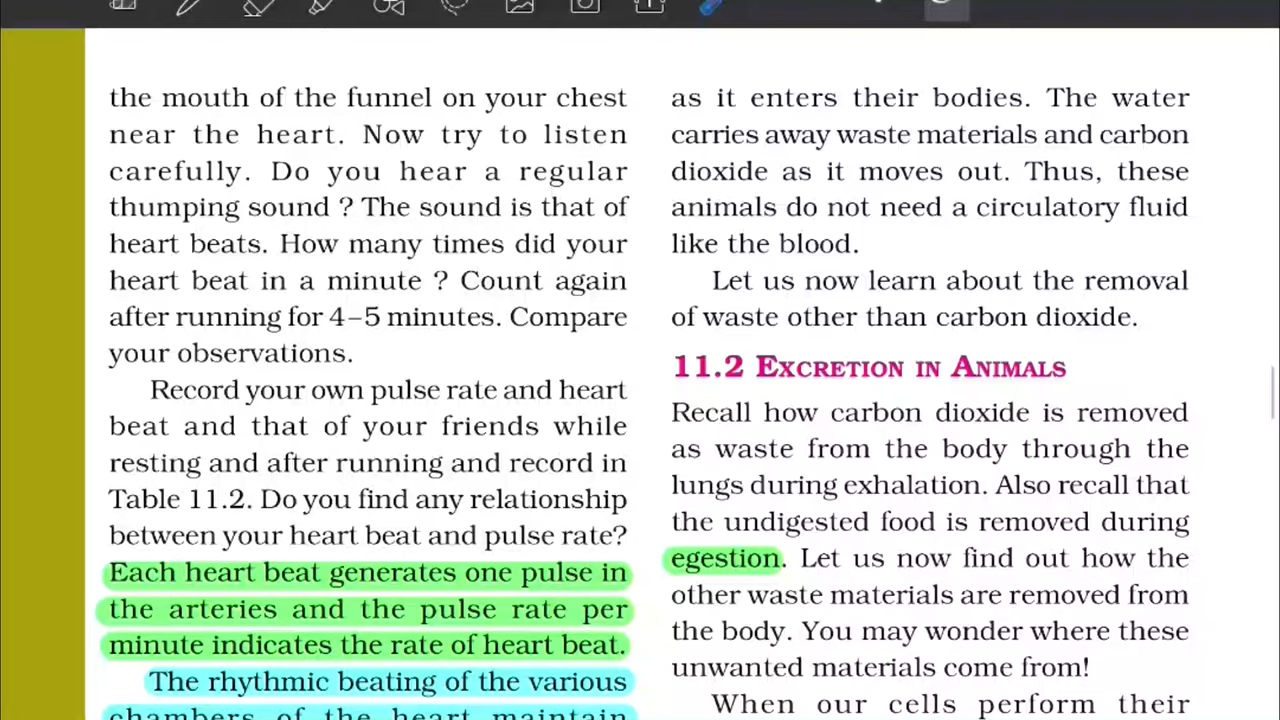 the mouth of the funnel on your chest
near the heart. Now try to listen
carefully. Do you hear a regular
thumping sound ? The sound is that of
heart beats. How many times did your
heart beat in a minute ? Count again
after running for 4–5 minutes. Compare
your observations.
Record your own pulse rate and heart
beat and that of your friends while
resting and after running and record in
Table 11.2. Do you find any relationship
between your heart beat and pulse rate?
Each heart beat generates one pulse in
the arteries and the pulse rate per
minute indicates the rate of heart beat.
The rhythmic beating of the various
chambers of the heart maintain
as it enters their bodies. The water
carries away waste materials and carbon
dioxide as it moves out. Thus, these
animals do not need a circulatory fluid
like the blood.
Let us now learn about the removal
of waste other than carbon dioxide.
11.2 Excretion in Animals
Recall how carbon dioxide is removed
as waste from the body through the
lungs during exhalation. Also recall that
the undigested food is removed during
egestion. Let us now find out how the
other waste materials are removed from
the body. You may wonder where these
unwanted materials come from!
When our cells perform their